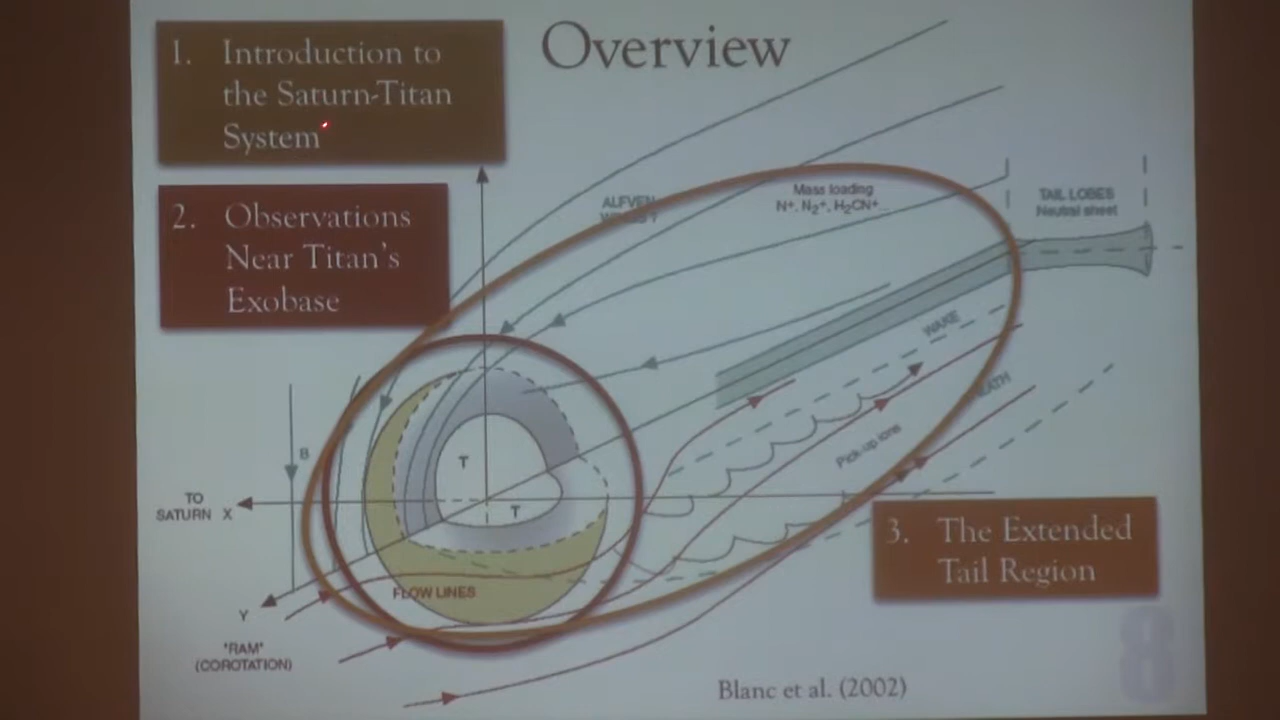 Overview
1. Introduction to
the Saturn-Titan
System
2. Observations
Near Titan's
Exobase
ALFVEN
Mass loading
N+, N2+, H2CN+
TAIL LOBES
Neutral sheet
WAKE
Pick-up ions
B
T
T
TO
SATURN X
Y
FLOW LINES
"RAM"
(COROTATION)
3. The Extended
Tail Region
Blanc et al. (2002)
8